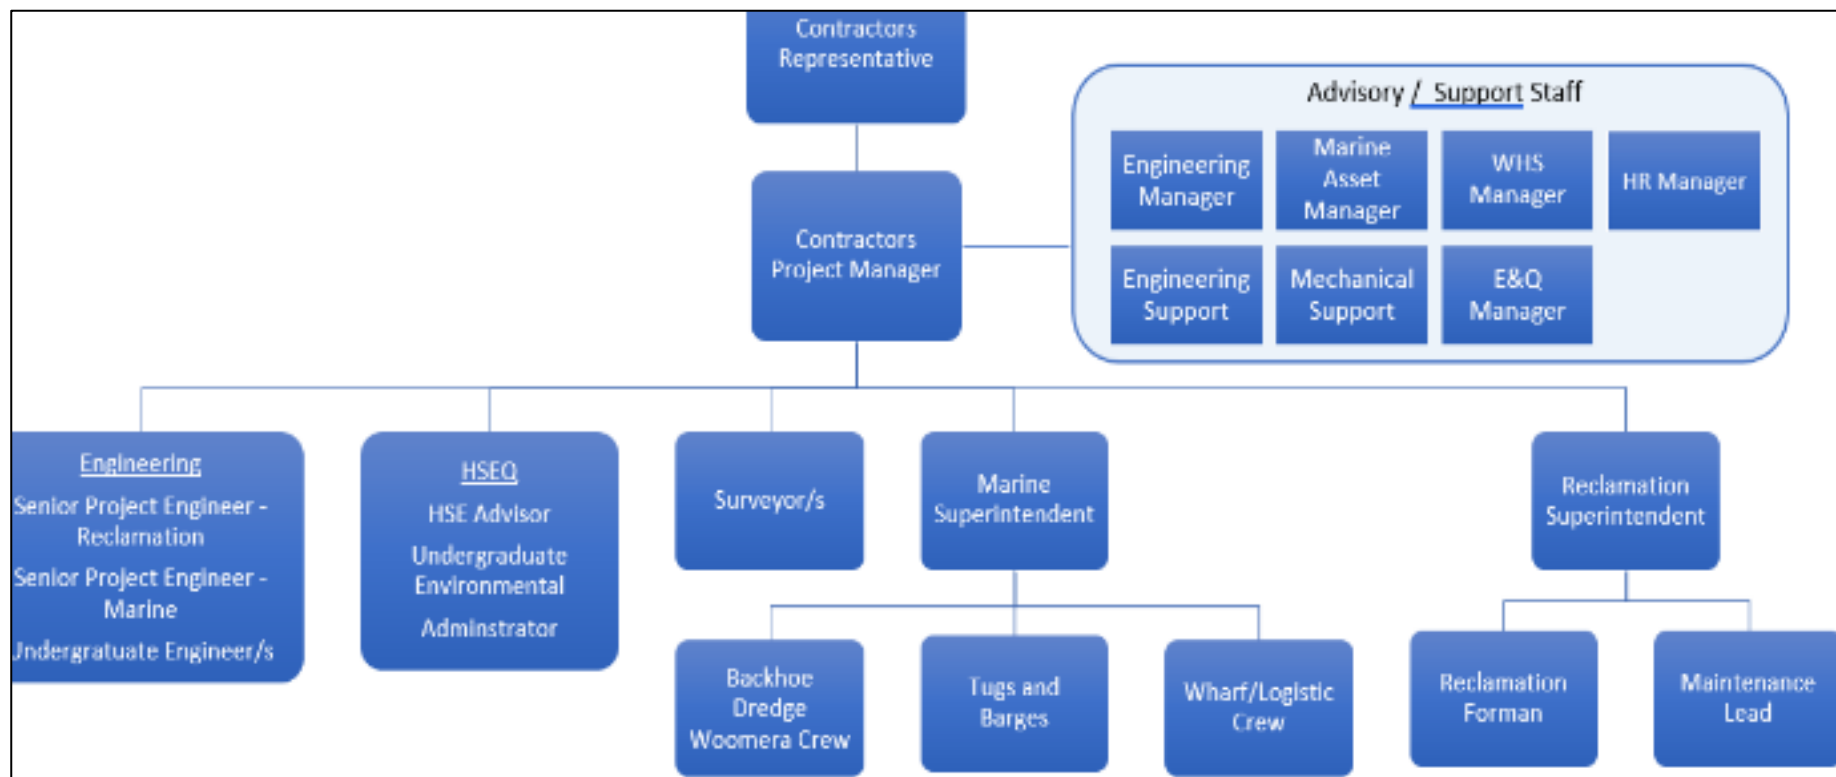 Contractors
Representative
Advisory / Support Staff
Engineering
Manager
Marine
Asset
Manager
WHS
Manager
HR Manager
Contractors
Project Manager
Engineering
Support
Mechanical
Support
E&Q
Manager
Engineering
Senior Project Engineer -
Reclamation
Senior Project Engineer -
Marine
Undergratuate Engineer/s
HSEQ
HSE Advisor
Undergraduate
Environmental
Adminstrator
Surveyor/s
Marine
Superintendent
Reclamation
Superintendent
Backhoe
Dredge
Woomera Crew
Tugs and
Barges
Wharf/Logistic
Crew
Reclamation
Forman
Maintenance
Lead